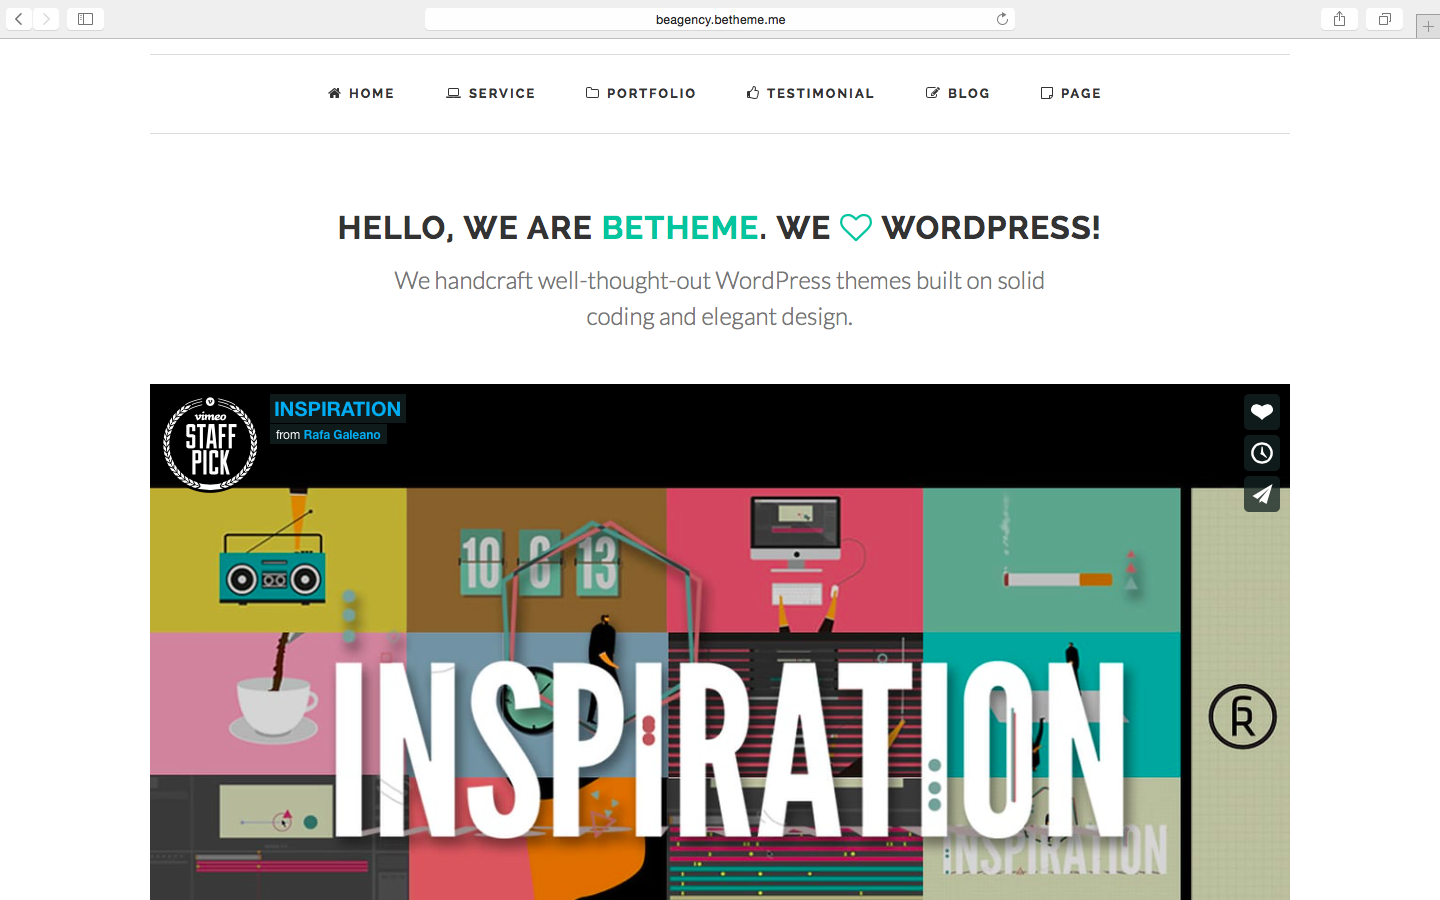 beagency.betheme.me
HOME
SERVICE
PORTFOLIO
TESTIMONIAL
BLOG
PAGE
HELLO, WE ARE BETHEME. WE WORDPRESS!
We handcraft well-thought-out WordPress themes built on solid
coding and elegant design.
vimeo
STAFF
PICK
INSPIRATION
from Rafa Galeano
10 6 13
INSPIRATION
INSPIRATION